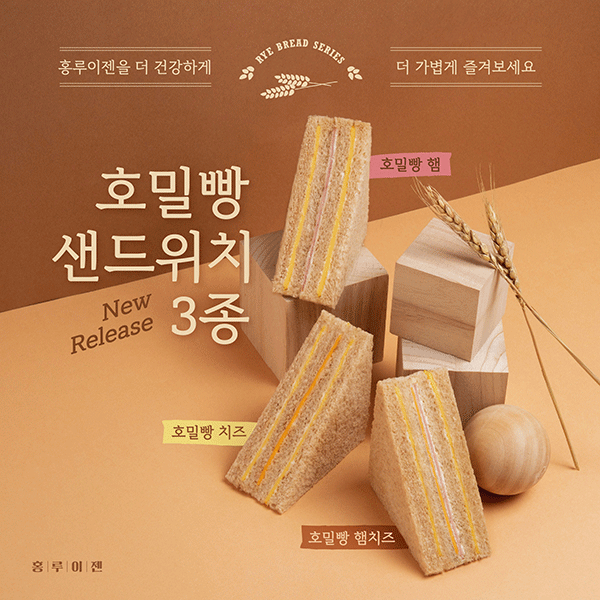 홍루이젠을 더 건강하게
RYE BREAD SERIES
더 가볍게 즐겨보세요
호밀빵 햄
호밀빵
샌드위치
3종
New
Release
호밀빵 치즈
호밀빵 햄치즈
홍루이젠